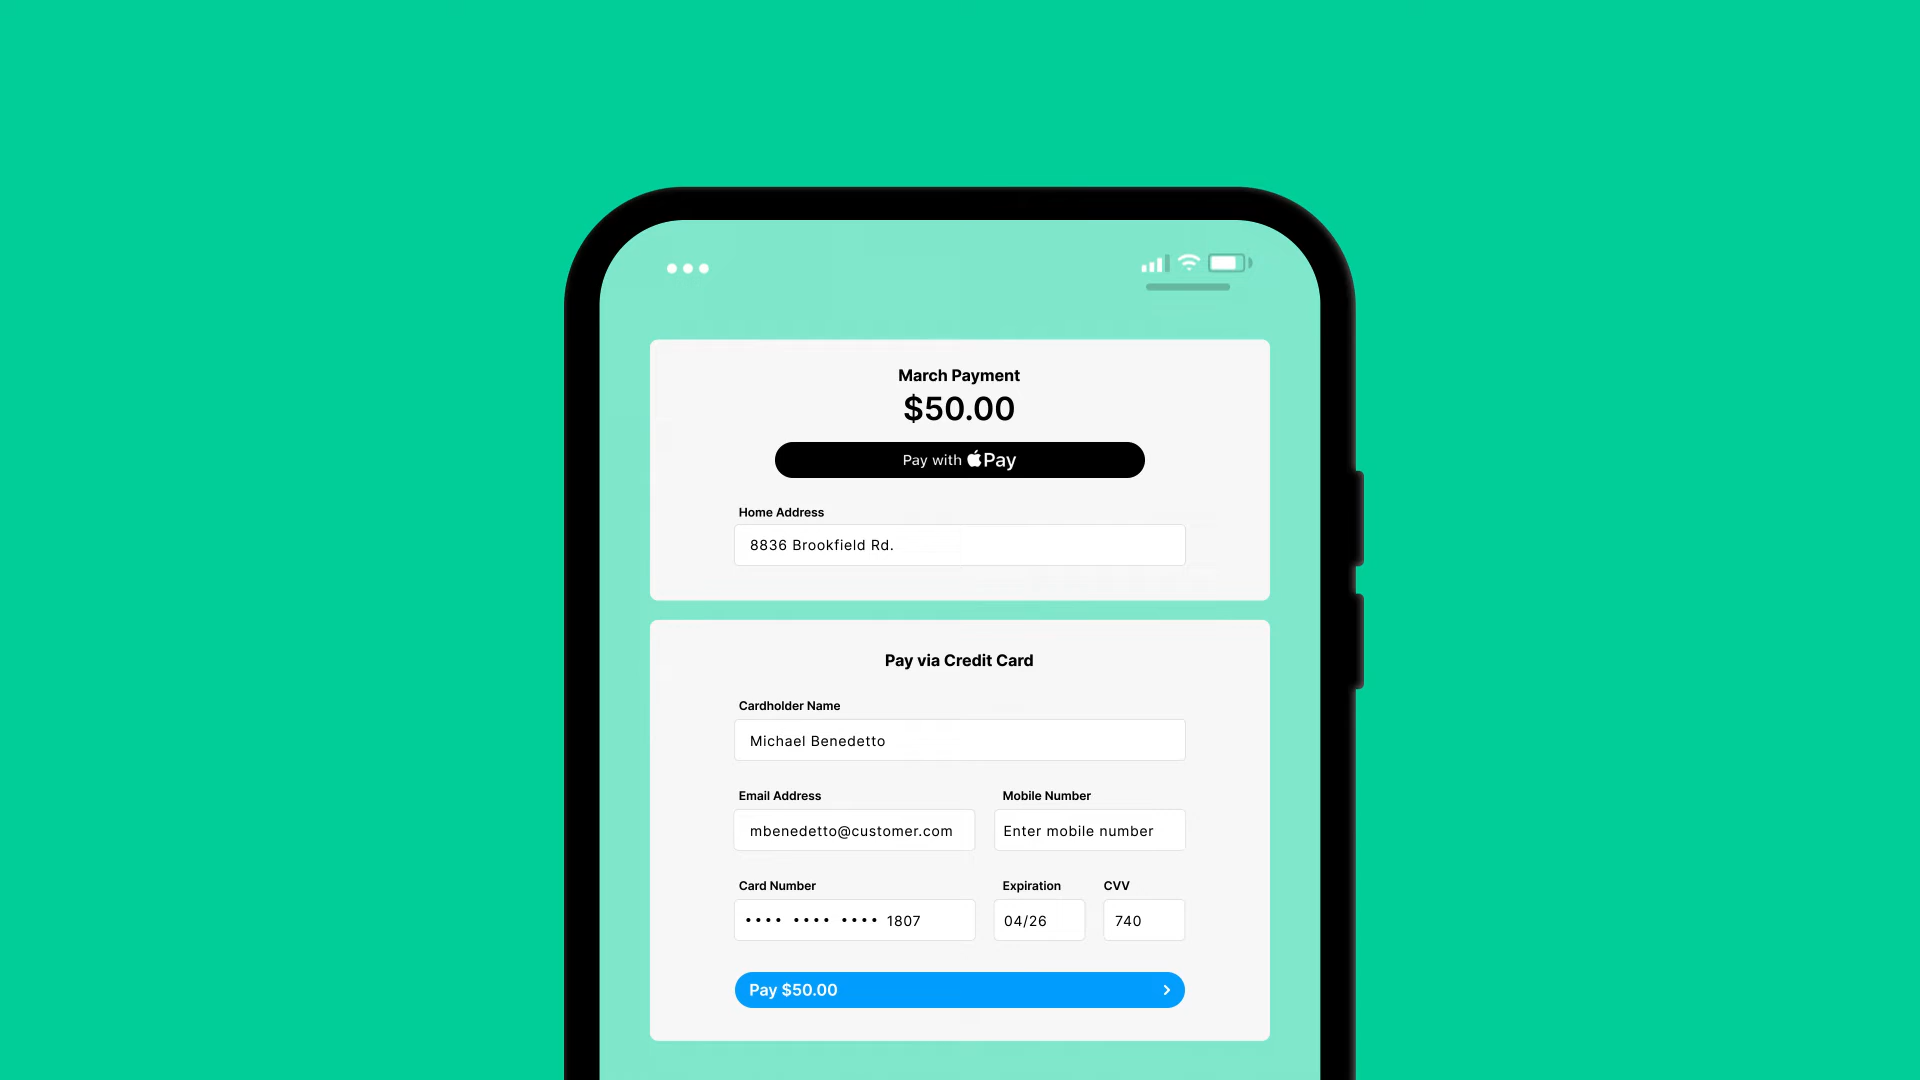 March Payment
$50.00
Pay with Pay
Home Address
8836 Brookfield Rd.
Pay via Credit Card
Cardholder Name
Michael Benedetto
Email Address Mobile Number
mbenedetto@customer.com Enter mobile number
Card Number Expiration CVV
•••• •••• •••• 1807 04/26 740
Pay $50.00